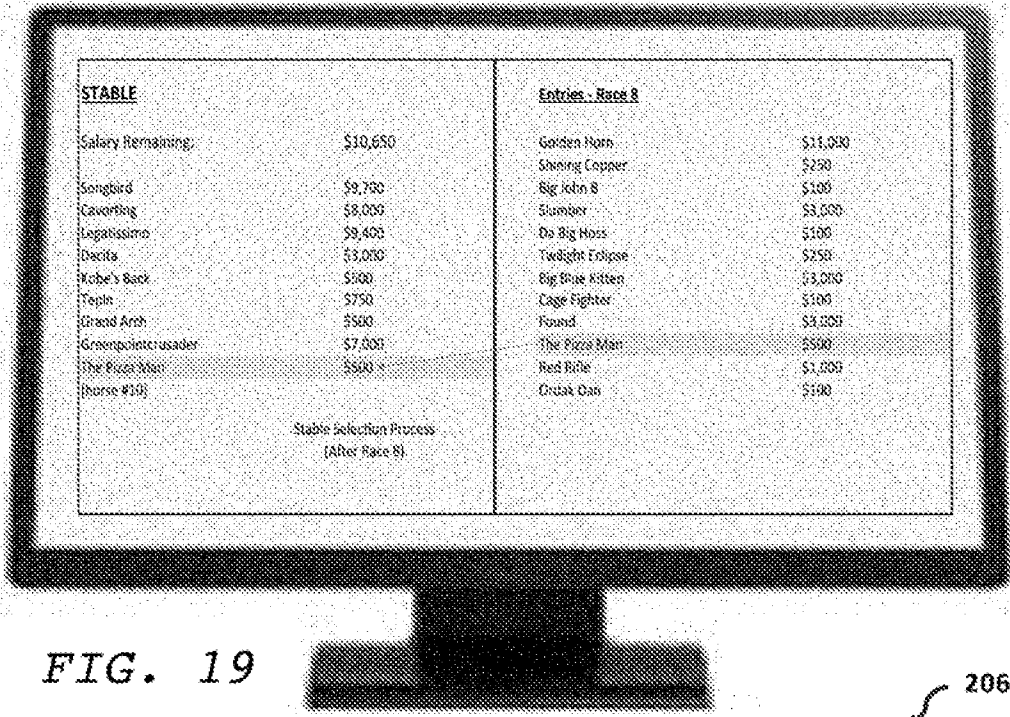 STABLE
Salary Remaining: $10,650
Songbird $9,700
Cavorting $8,000
Legatissimo $9,400
Dacita $3,000
Kobe's Back $500
Tepin $750
Grand Arch $500
Greenpointcrusader $7,000
The Pizza Man $500
[horse #10]
Stable Selection Process
(After Race 8)
Entries - Race 8
Golden Horn $11,000
Shining Copper $250
Big John B $100
Slumber $3,000
Da Big Hoss $100
Twilight Eclipse $250
Big Blue Kitten $3,000
Cage Fighter $100
Found $3,000
The Pizza Man $500
Red Rifle $1,000
Ordak Dan $100
FIG. 19
206